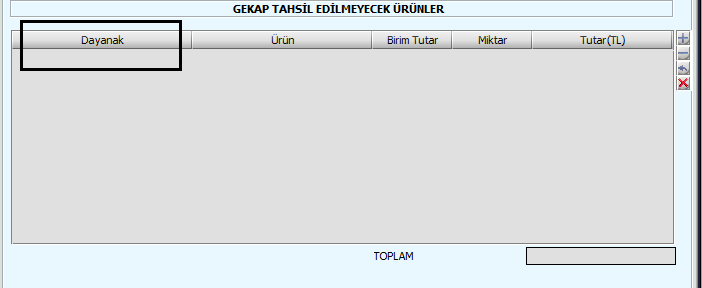 GEKAP TAHSİL EDİLMEYECEK ÜRÜNLER
Dayanak Ürün Birim Tutar Miktar Tutar(TL)
TOPLAM